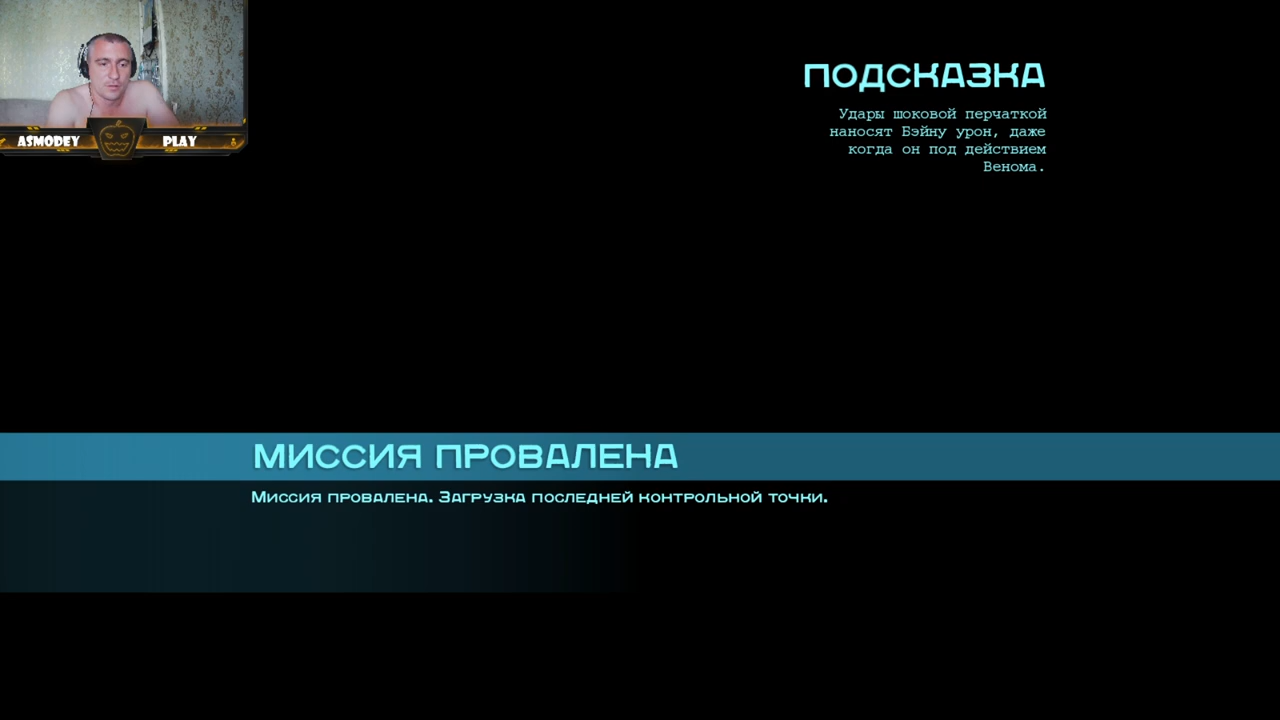 ASMODEY PLAY
ПОДСКАЗКА
Удары шоковой перчаткой
наносят Бэйну урон, даже
когда он под действием
Венома.
МИССИЯ ПРОВАЛЕНА
Миссия провалена. Загрузка последней контрольной точки.